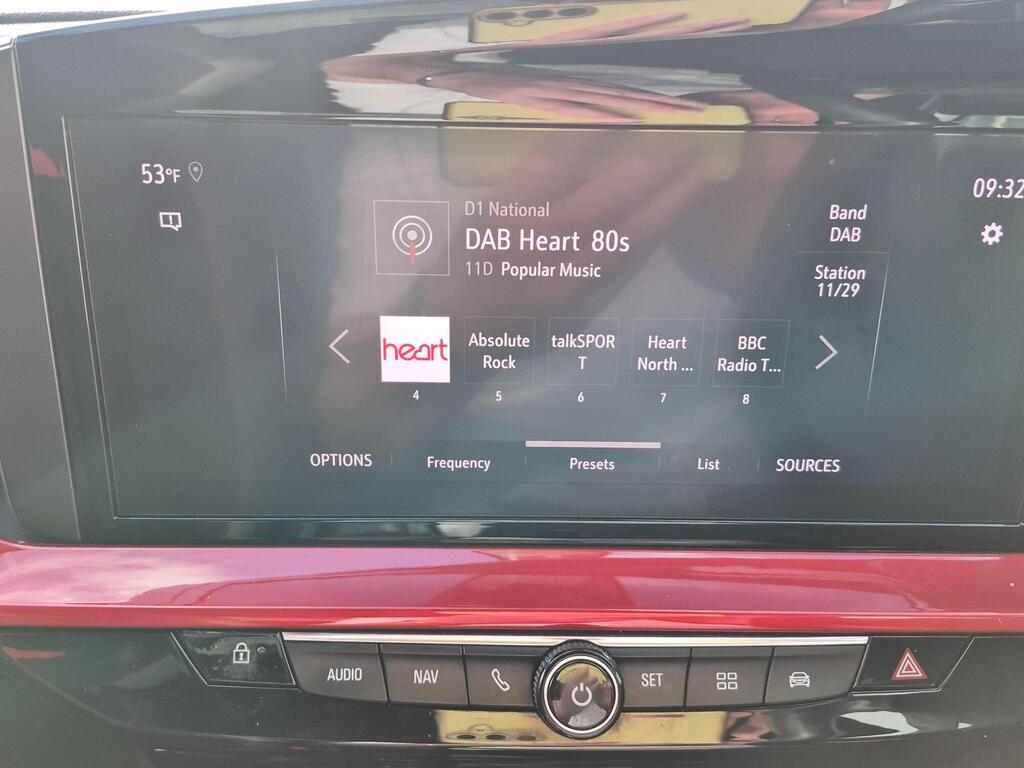 53°F
09:32
D1 National
DAB Heart 80s
11D Popular Music
Band
DAB
Station
11/29
heart
Absolute
Rock
talkSPOR
T
Heart
North ...
BBC
Radio T...
4
5
6
7
8
OPTIONS
Frequency
Presets
List
SOURCES
AUDIO
NAV
SET